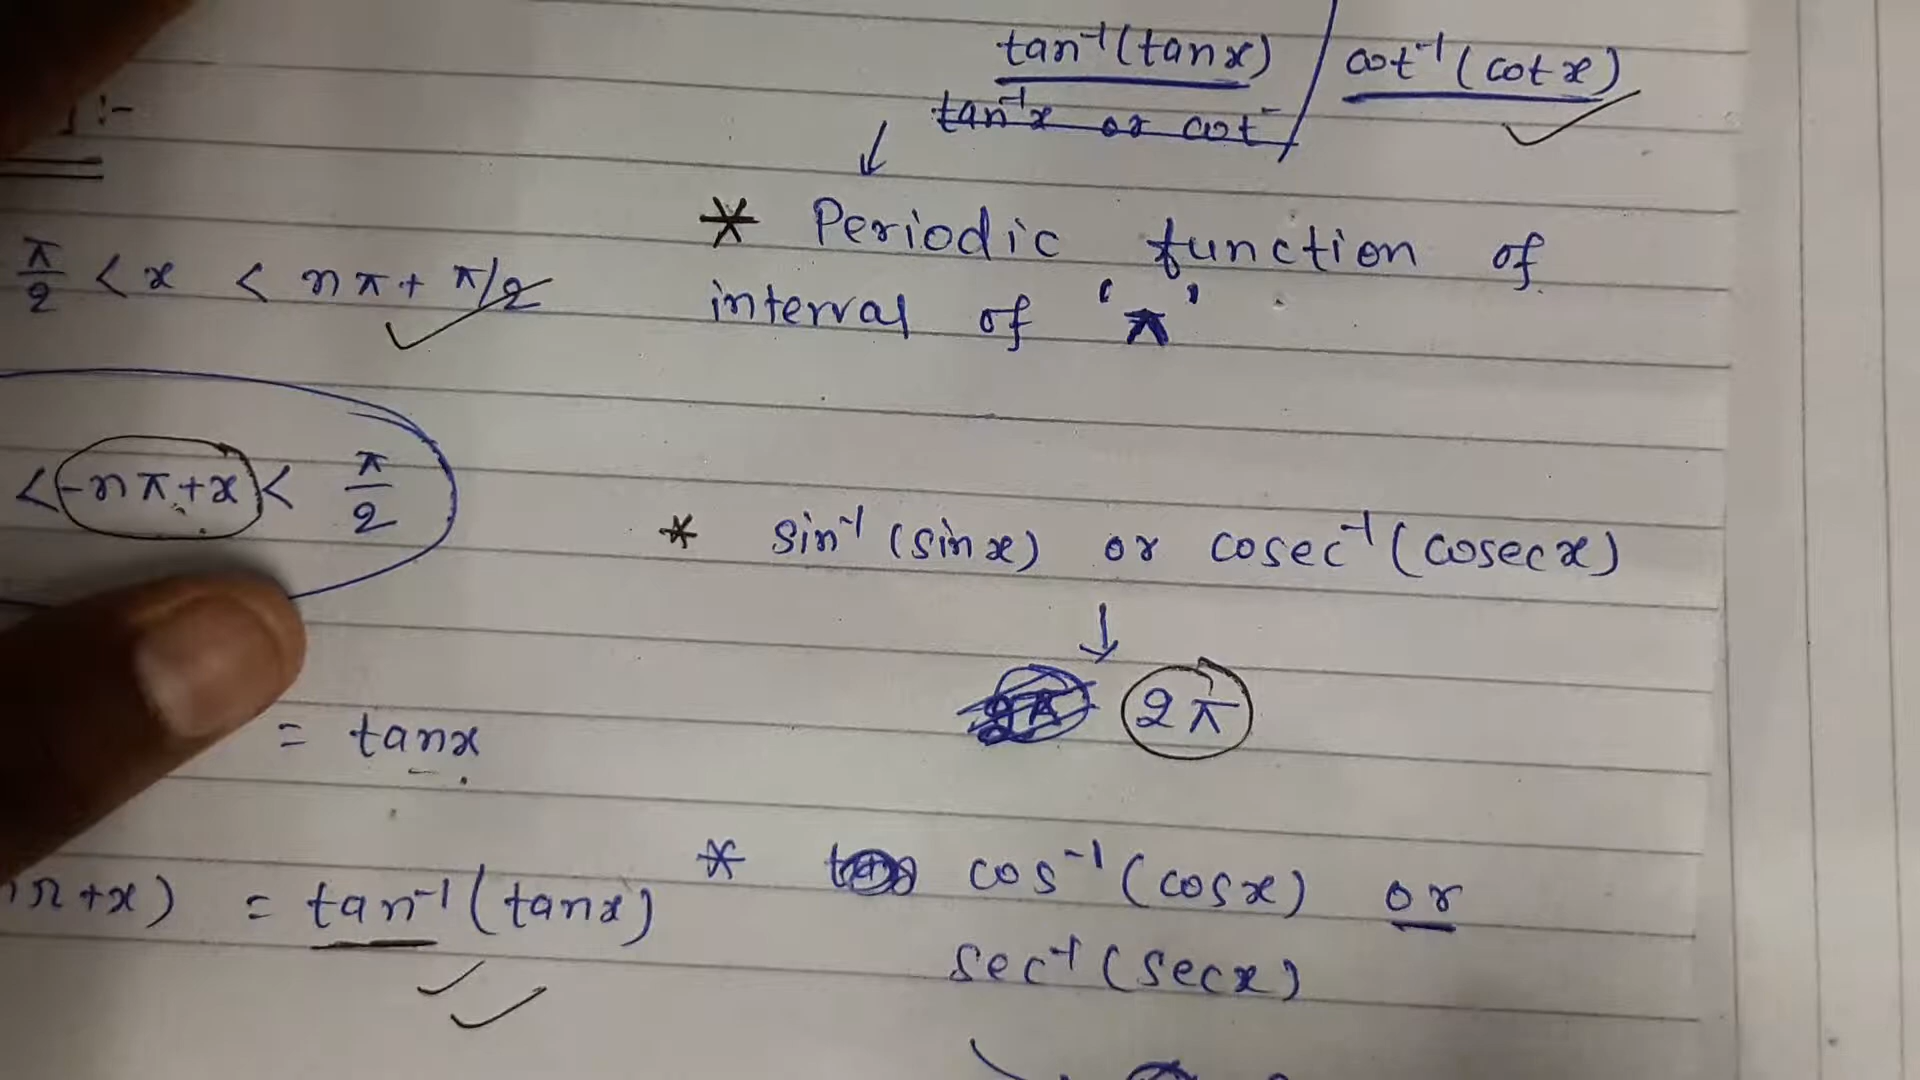 tan⁻¹(tanx) / cot⁻¹(cotx)
tan⁻¹x or cot⁻
:-
↓
* Periodic function of
π/2 < x < nπ + π/2
interval of 'π'
< -nπ+x < π/2
* sin⁻¹(sinx) or cosec⁻¹(cosecx)
↓
2π
= tanx
+x) = tan⁻¹(tanx)
* cos⁻¹(cosx) or
sec⁻¹(secx)